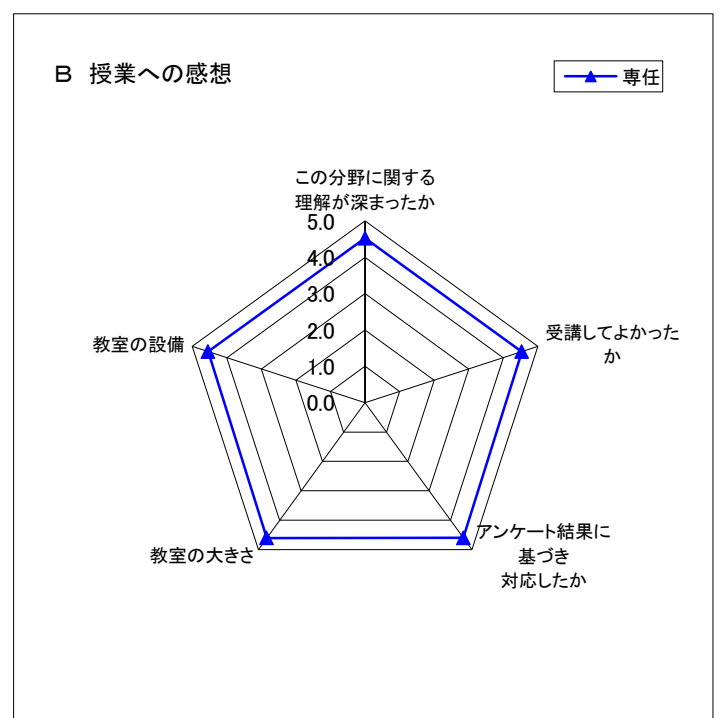 B 授業への感想
専任
この分野に関する
理解が深まったか
5.0
4.0
3.0
2.0
1.0
0.0
受講してよかった
か
アンケート結果に
基づき
対応したか
教室の大きさ
教室の設備